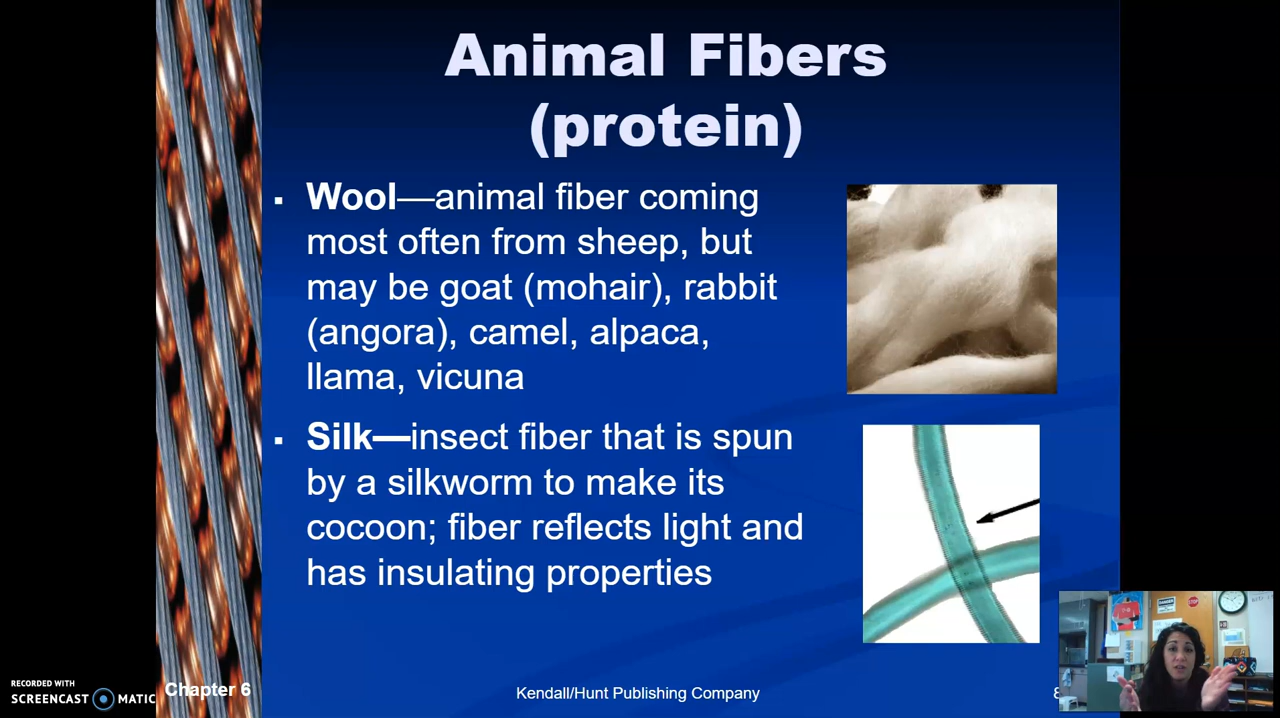 Animal Fibers
(protein)
▪ Wool—animal fiber coming
most often from sheep, but
may be goat (mohair), rabbit
(angora), camel, alpaca,
llama, vicuna
▪ Silk—insect fiber that is spun
by a silkworm to make its
cocoon; fiber reflects light and
has insulating properties
RECORDED WITH
SCREENCAST MATIC
Chapter 6
Kendall/Hunt Publishing Company
STOP